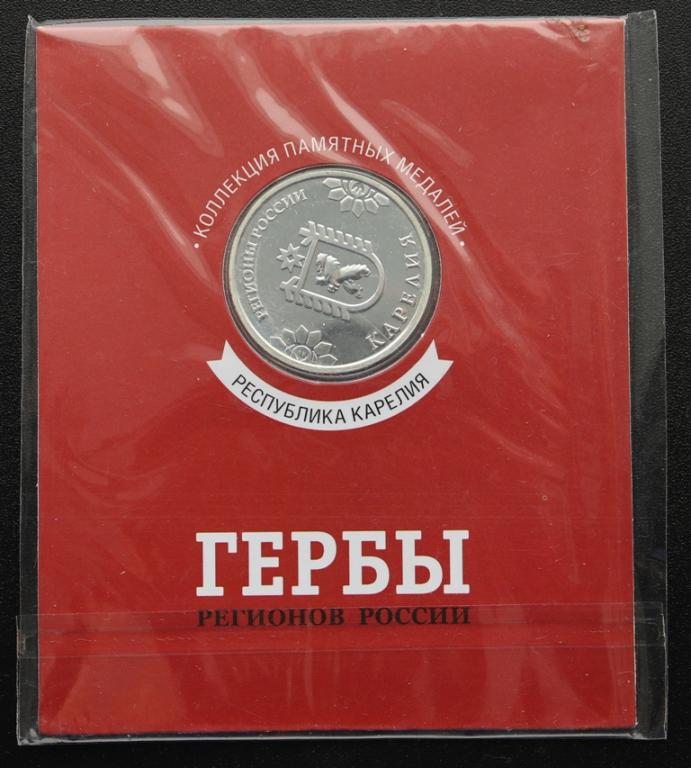 • КОЛЛЕКЦИЯ ПАМЯТНЫХ МЕДАЛЕЙ •
РЕГИОНЫ РОССИИ
КАРЕЛИЯ
РЕСПУБЛИКА КАРЕЛИЯ
ГЕРБЫ
РЕГИОНОВ РОССИИ